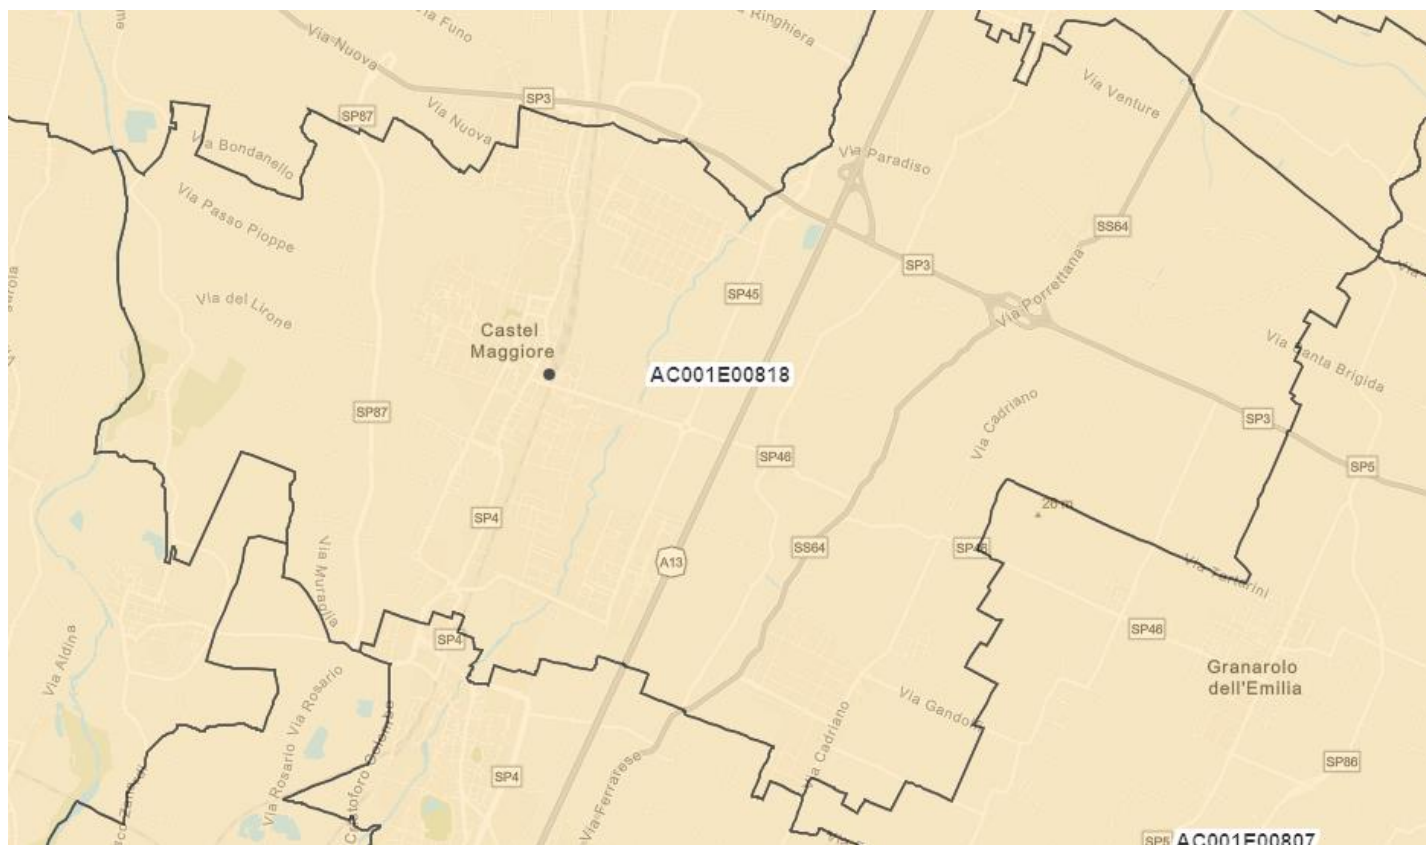 Via Funo
Ringhiera
Via Nuova
Via Venture
SP3
SP87
Via Nuova
Via Bondanello
Via Paradiso
Via Passo Pioppe
SS64
SP3
Via Porrettana
Via
SP45
Via del Lirone
Castel
Maggiore
Via Santa Brigida
AC001E00818
SP87
Via Cadriano
SP3
SP46
SP5
20 m
SP4
SS64
SP46
A13
Via Muraglia
Via Tartarini
SP4
SP46
Via Aldina
Granarolo
dell'Emilia
Via Rosario
Via Rosario
Via Gandolfi
Via Cadriano
Cristoforo Colombo
SP4
SP86
Via Ferrarese
SP5
AC001E00807